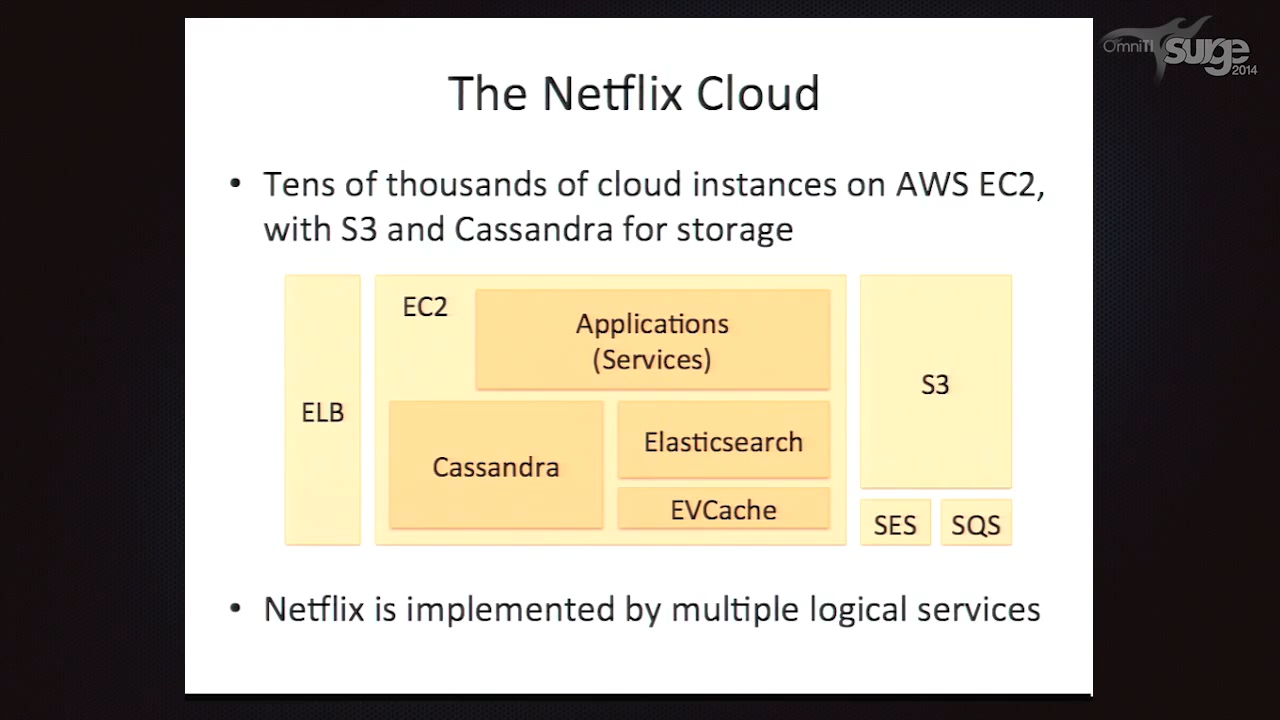 OmniTI surge 2014
The Netflix Cloud
• Tens of thousands of cloud instances on AWS EC2,
with S3 and Cassandra for storage
ELB
EC2
Applications
(Services)
Cassandra
Elasticsearch
EVCache
S3
SES
SQS
• Netflix is implemented by multiple logical services